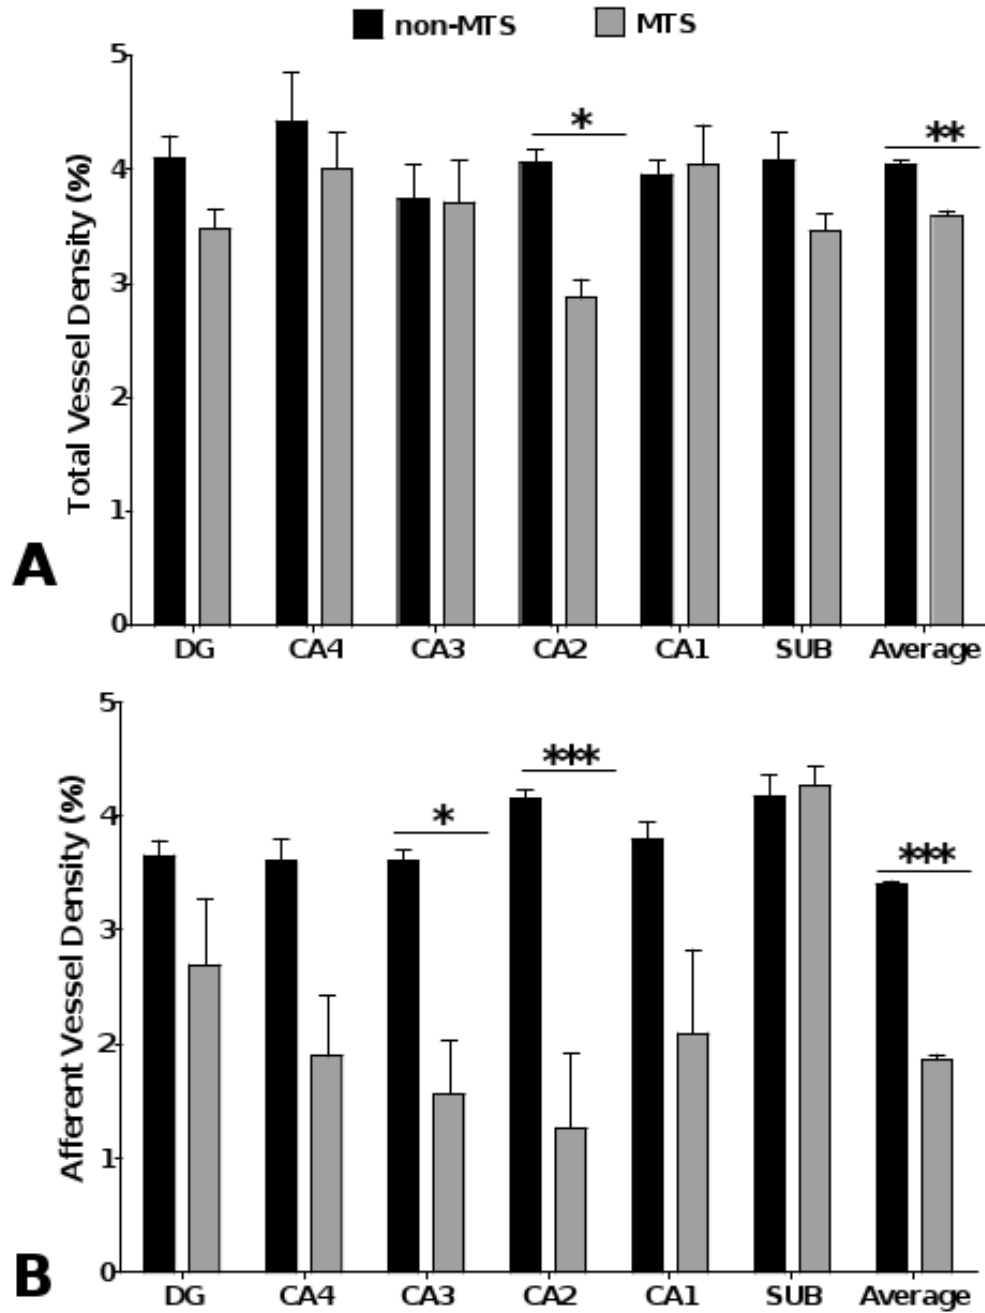 non-MTS MTS
Total Vessel Density (%)
5
4
3
2
1
0
*
**
A
DG CA4 CA3 CA2 CA1 SUB Average
Afferent Vessel Density (%)
5
4
3
2
1
0
*
***
***
B
DG CA4 CA3 CA2 CA1 SUB Average